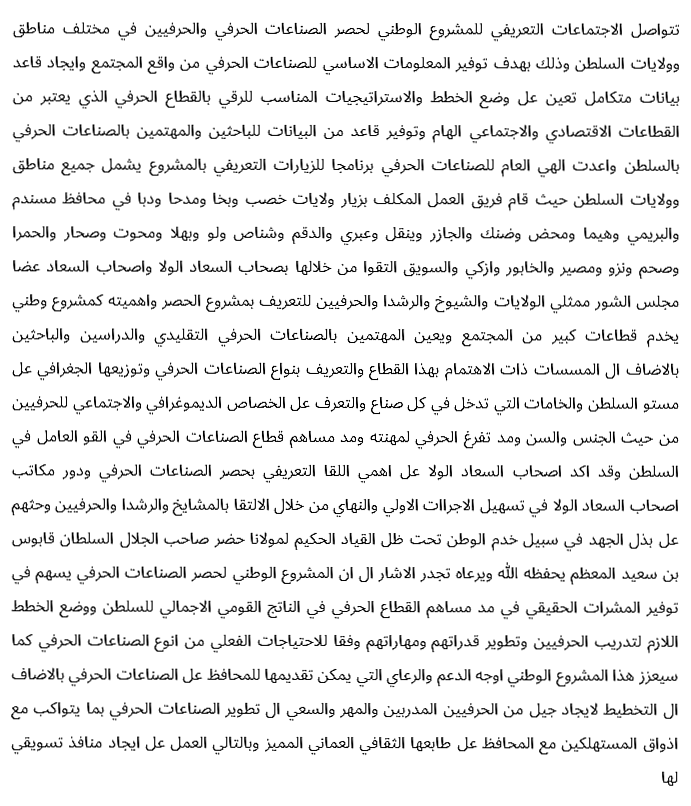 تتواصل الاجتماعات التعريفي للمشروع الوطني لحصر الصناعات الحرفي والحرفيين في مختلف مناطق
وولايات السلطن وذلك بهدف توفير المعلومات الاساسي للصناعات الحرفي من واقع المجتمع وايجاد قاعد
بيانات متكامل تعين عل وضع الخطط والاستراتيجيات المناسب للرقي بالقطاع الحرفي الذي يعتبر من
القطاعات الاقتصادي والاجتماعي الهام وتوفير قاعد من البيانات للباحثين والمهتمين بالصناعات الحرفي
بالسلطن واعدت الهي العام للصناعات الحرفي برنامجا للزيارات التعريفي بالمشروع يشمل جميع مناطق
وولايات السلطن حيث قام فريق العمل المكلف بزيار ولايات خصب وبخا ومدحا ودبا في محافظ مسندم
والبريمي وهيما ومحض وضنك والجازر وينقل وعبري والدقم وشناص ولو وبهلا ومحوت وصحار والحمرا
وصحم ونزو ومصير والخابور وازكي والسويق التقوا من خلالها بصحاب السعاد الولا واصحاب السعاد عضا
مجلس الشور ممثلي الولايات والشيوخ والرشدا والحرفيين للتعريف بمشروع الحصر واهميته كمشروع وطني
يخدم قطاعات كبير من المجتمع ويعين المهتمين بالصناعات الحرفي التقليدي والدراسين والباحثين
بالاضاف ال المسسات ذات الاهتمام بهذا القطاع والتعريف بنواع الصناعات الحرفي وتوزيعها الجغرافي عل
مستو السلطن والخامات التي تدخل في كل صناع والتعرف عل الخصاص الديموغرافي والاجتماعي للحرفيين
من حيث الجنس والسن ومد تفرغ الحرفي لمهنته ومد مساهم قطاع الصناعات الحرفي في القو العامل في
السلطن وقد اكد اصحاب السعاد الولا عل اهمي اللقا التعريفي بحصر الصناعات الحرفي ودور مكاتب
اصحاب السعاد الولا في تسهيل الاجراات الاولي والنهاي من خلال الالتقا بالمشايخ والرشدا والحرفيين وحثهم
عل بذل الجهد في سبيل خدم الوطن تحت ظل القياد الحكيم لمولانا حضر صاحب الجلال السلطان قابوس
بن سعيد المعظم يحفظه الله ويرعاه تجدر الاشار ال ان المشروع الوطني لحصر الصناعات الحرفي يسهم في
توفير المشرات الحقيقي في مد مساهم القطاع الحرفي في الناتج القومي الاجمالي للسلطن ووضع الخطط
اللازم لتدريب الحرفيين وتطوير قدراتهم ومهاراتهم وفقا للاحتياجات الفعلي من انوع الصناعات الحرفي كما
سيعزز هذا المشروع الوطني اوجه الدعم والرعاي التي يمكن تقديمها للمحافظ عل الصناعات الحرفي بالاضاف
ال التخطيط لايجاد جيل من الحرفيين المدربين والمهر والسعي ال تطوير الصناعات الحرفي بما يتواكب مع
اذواق المستهلكين مع المحافظ عل طابعها الثقافي العماني المميز وبالتالي العمل عل ايجاد منافذ تسويقي
لها